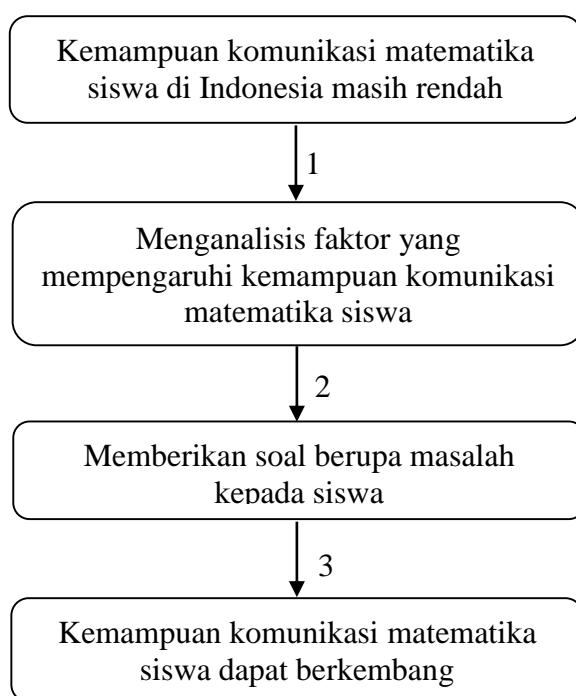 Kemampuan komunikasi matematika
siswa di Indonesia masih rendah
1
Menganalisis faktor yang
mempengaruhi kemampuan komunikasi
matematika siswa
2
Memberikan soal berupa masalah
kepada siswa
3
Kemampuan komunikasi matematika
siswa dapat berkembang